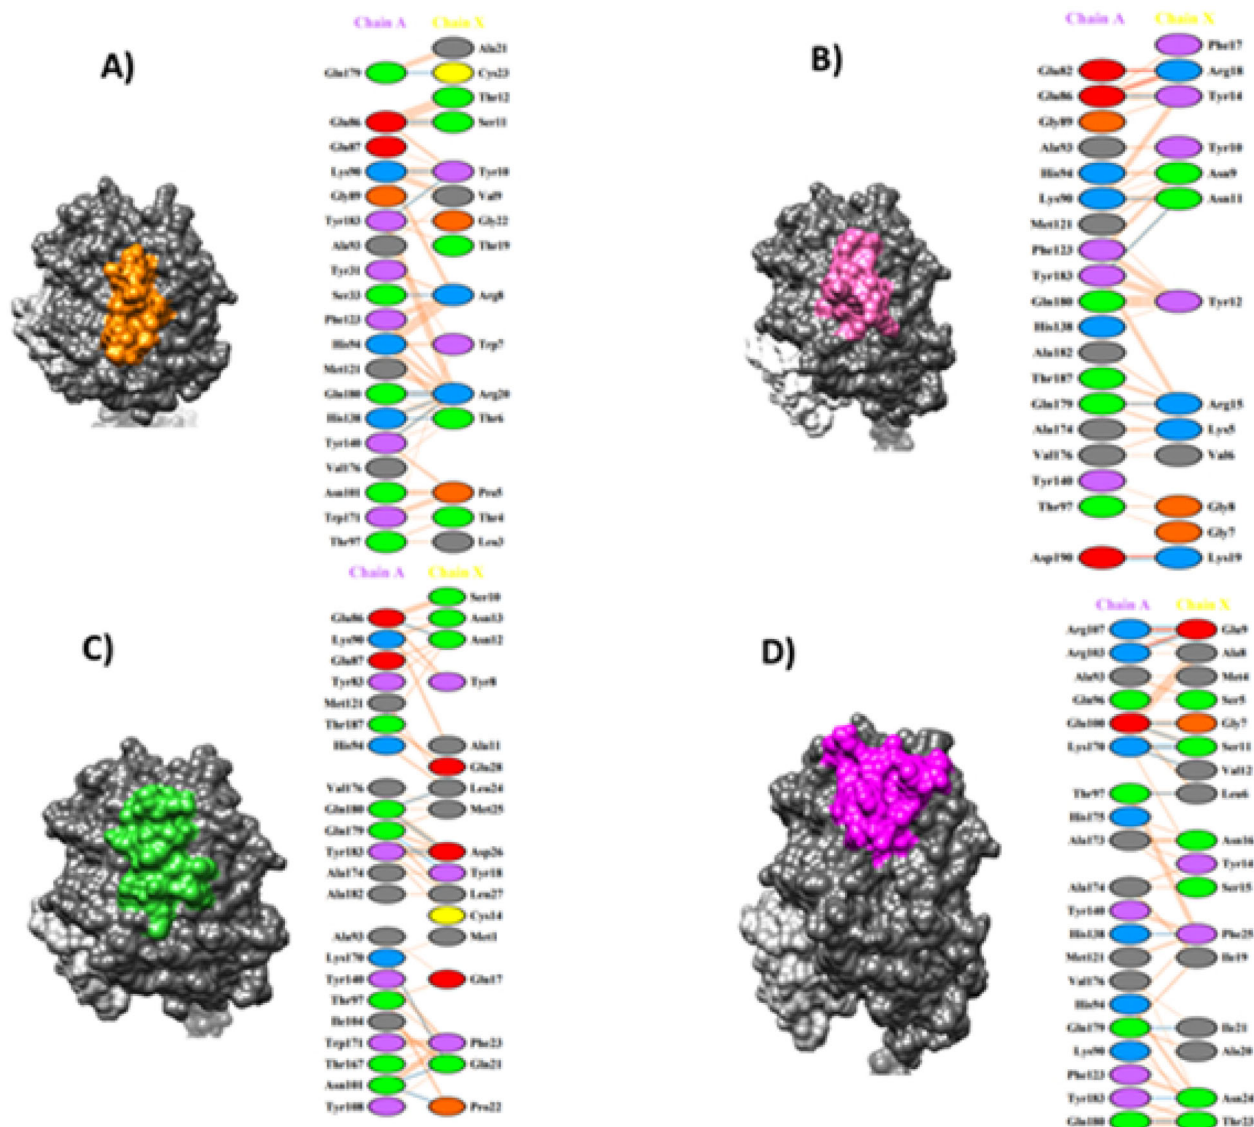 A)
Chain A Chain X
Ala21
Gln179 Cys23
Thr12
Glu86 Ser11
Glu87
Lys90 Tyr10
Gly89 Val9
Tyr183 Gly22
Ala93 Thr19
Tyr31
Ser33 Arg8
Phe123
His94 Trp7
Met121
Gln180 Arg20
His138 Thr6
Tyr140
Val176
Asn101 Pro5
Trp171 Thr4
Thr97 Leu3
B)
Chain A Chain X
Phe17
Glu82 Arg18
Glu86 Tyr14
Gly89
Ala93 Tyr10
His94 Asn9
Lys90 Asn11
Met121
Phe123
Tyr183
Gln180 Tyr12
His138
Ala182
Thr187
Gln179 Arg15
Ala174 Lys5
Val176 Val6
Tyr140
Thr97 Gly8
Gly7
Asp190 Lys19
C)
Chain A Chain X
Ser10
Glu86 Asn13
Lys90 Asn12
Glu87
Tyr83 Tyr8
Met121
Thr187
His94 Ala11
Glu28
Val176 Leu24
Gln180 Met25
Gln179
Tyr183 Asp26
Ala174 Tyr18
Ala182 Leu27
Cys14
Ala93 Met1
Lys170
Tyr140 Glu17
Thr97
Ile104
Trp171 Phe23
Thr167 Gln21
Asn101
Tyr108 Pro22
D)
Chain A Chain X
Arg107 Glu9
Arg103 Ala8
Ala93 Met4
Gln96 Ser5
Glu100 Gly7
Lys170 Ser11
Val12
Thr97 Leu6
His175
Ala173 Asn16
Tyr14
Ala174 Ser15
Tyr140
His138 Phe25
Met121 Ile19
Val176
His94
Gln179 Ile21
Lys90 Ala20
Phe123
Tyr183 Asn24
Gln180 Thr23